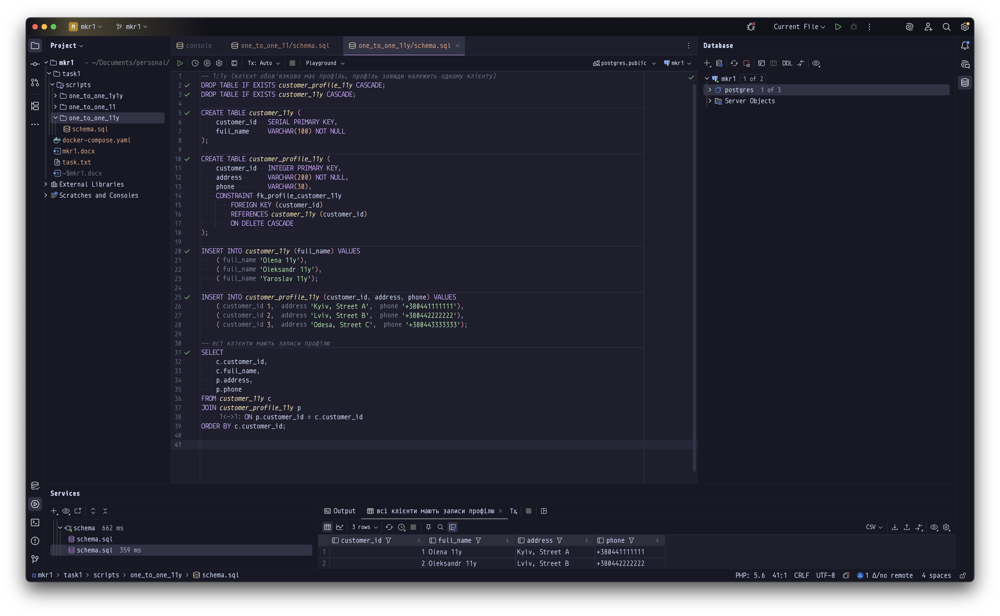 M mkr1 mkr1 Current File
Project
mkr1 – ~/Documents/personal/
task1
scripts
one_to_one_1y1y
one_to_one_11
one_to_one_11y
schema.sql
docker-compose.yaml
mkr1.docx
task.txt
~$mkr1.docx
External Libraries
Scratches and Consoles
console one_to_one_11/schema.sql one_to_one_11y/schema.sql
Tx: Auto Playground postgres.public mkr1
1 -- 1:1y (клієнт обов'язково має профіль, профіль завжди належить одному клієнту)
2 DROP TABLE IF EXISTS customer_profile_11y CASCADE;
3 DROP TABLE IF EXISTS customer_11y CASCADE;
4
5 CREATE TABLE customer_11y (
6 customer_id SERIAL PRIMARY KEY,
7 full_name VARCHAR(100) NOT NULL
8 );
9
10 CREATE TABLE customer_profile_11y (
11 customer_id INTEGER PRIMARY KEY,
12 address VARCHAR(200) NOT NULL,
13 phone VARCHAR(30),
14 CONSTRAINT fk_profile_customer_11y
15 FOREIGN KEY (customer_id)
16 REFERENCES customer_11y (customer_id)
17 ON DELETE CASCADE
18 );
19
20 INSERT INTO customer_11y (full_name) VALUES
21 ( full_name 'Olena 11y'),
22 ( full_name 'Oleksandr 11y'),
23 ( full_name 'Yaroslav 11y');
24
25 INSERT INTO customer_profile_11y (customer_id, address, phone) VALUES
26 ( customer_id 1, address 'Kyiv, Street A', phone '+380441111111'),
27 ( customer_id 2, address 'Lviv, Street B', phone '+380442222222'),
28 ( customer_id 3, address 'Odesa, Street C', phone '+380443333333');
29
30 -- всі клієнти мають записи профілю
31 SELECT
32 c.customer_id,
33 c.full_name,
34 p.address,
35 p.phone
36 FROM customer_11y c
37 JOIN customer_profile_11y p
38 1<->1: ON p.customer_id = c.customer_id
39 ORDER BY c.customer_id;
40
41
Database
DDL
mkr1 1 of 2
postgres 1 of 3
Server Objects
Services
schema 662 ms
schema.sql
schema.sql 359 ms
Output всі клієнти мають записи профілю Tx
3 rows CSV
customer_id full_name address phone
1 1 Olena 11y Kyiv, Street A +380441111111
2 2 Oleksandr 11y Lviv, Street B +380442222222
mkr1 > task1 > scripts > one_to_one_11y > schema.sql PHP: 5.6 41:1 CRLF UTF-8 1 Δ/no remote 4 spaces